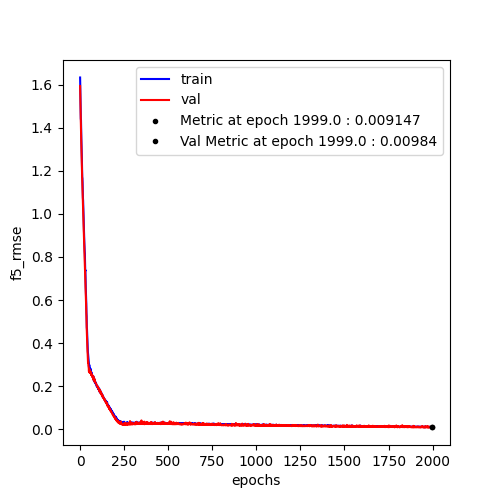 train
val
Metric at epoch 1999.0 : 0.009147
Val Metric at epoch 1999.0 : 0.00984
f5_rmse
1.6
1.4
1.2
1.0
0.8
0.6
0.4
0.2
0.0
0 250 500 750 1000 1250 1500 1750 2000
epochs